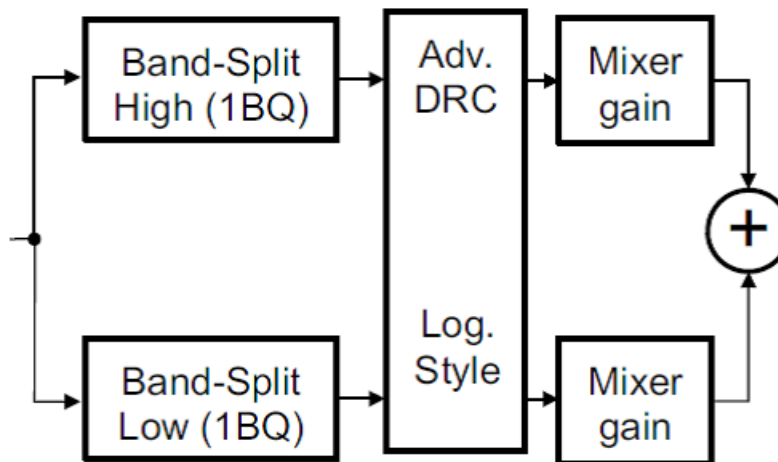 Band-Split
High (1BQ)
Adv.
DRC
Mixer
gain
+
Band-Split
Low (1BQ)
Log.
Style
Mixer
gain